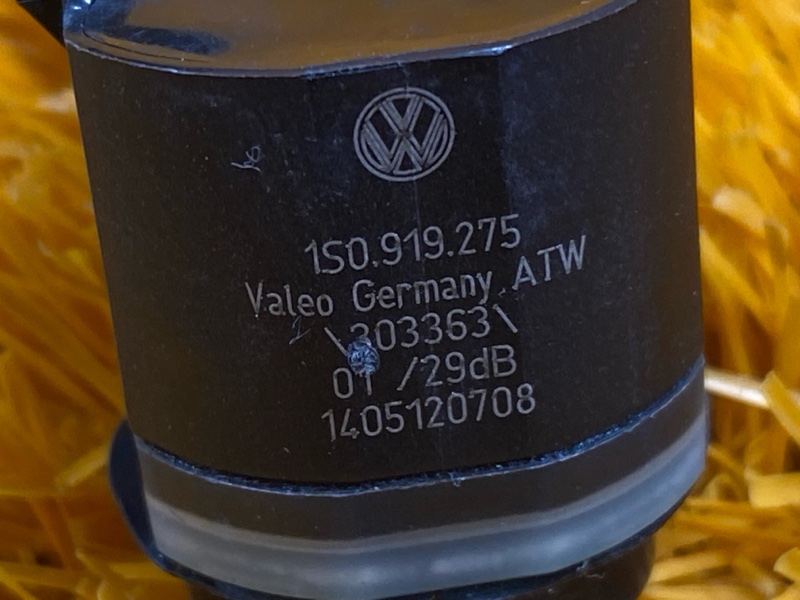 1S0.919.275
Valeo Germany ATW
\303363\
01 /29dB
1405120708